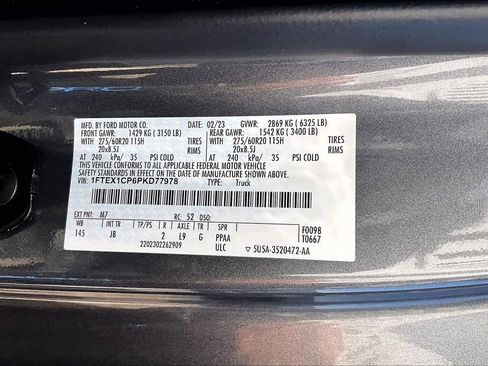 MFD. BY FORD MOTOR CO. 02/23 GVWR: 2869 KG ( 6325 LB)
FRONT GAWR: 1429 KG ( 3150 LB) REAR GAWR: 1542 KG ( 3400 LB)
WITH 275/60R20 115H TIRES WITH 275/60R20 115H TIRES
20x8.5J RIMS 20x8.5J RIMS
AT 240 kPa/ 35 PSI COLD AT 240 kPa/ 35 PSI COLD
THIS VEHICLE CONFORMS TO ALL APPLICABLE FEDERAL MOTOR VEHICLE
SAFETY STANDARDS IN EFFECT ON THE DATE OF MANUFACTURE SHOWN ABOVE.
VIN: 1FTEX1CP6PKD77978 TYPE: Truck
EXT PNT: M7 RC: 52 DSO:
WB INT TR TP/PS R AXLE TR SPR F0098
145 JB 2 L9 G PPAA T0667
2202302262909 ULC 5U5A-3520472-AA